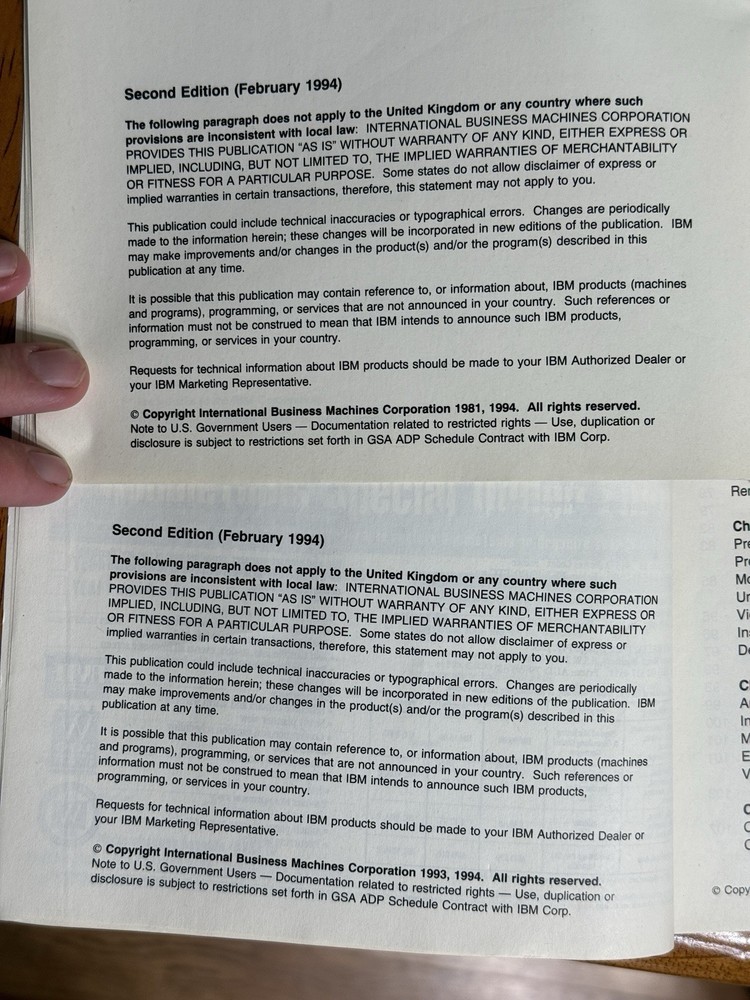 Second Edition (February 1994)
The following paragraph does not apply to the United Kingdom or any country where such
provisions are inconsistent with local law: INTERNATIONAL BUSINESS MACHINES CORPORATION
PROVIDES THIS PUBLICATION “AS IS” WITHOUT WARRANTY OF ANY KIND, EITHER EXPRESS OR
IMPLIED, INCLUDING, BUT NOT LIMITED TO, THE IMPLIED WARRANTIES OF MERCHANTABILITY
OR FITNESS FOR A PARTICULAR PURPOSE. Some states do not allow disclaimer of express or
implied warranties in certain transactions, therefore, this statement may not apply to you.
This publication could include technical inaccuracies or typographical errors. Changes are periodically
made to the information herein; these changes will be incorporated in new editions of the publication. IBM
may make improvements and/or changes in the product(s) and/or the program(s) described in this
publication at any time.
It is possible that this publication may contain reference to, or information about, IBM products (machines
and programs), programming, or services that are not announced in your country. Such references or
information must not be construed to mean that IBM intends to announce such IBM products,
programming, or services in your country.
Requests for technical information about IBM products should be made to your IBM Authorized Dealer or
your IBM Marketing Representative.
© Copyright International Business Machines Corporation 1981, 1994. All rights reserved.
Note to U.S. Government Users — Documentation related to restricted rights — Use, duplication or
disclosure is subject to restrictions set forth in GSA ADP Schedule Contract with IBM Corp.
Second Edition (February 1994)
The following paragraph does not apply to the United Kingdom or any country where such
provisions are inconsistent with local law: INTERNATIONAL BUSINESS MACHINES CORPORATION
PROVIDES THIS PUBLICATION “AS IS” WITHOUT WARRANTY OF ANY KIND, EITHER EXPRESS OR
IMPLIED, INCLUDING, BUT NOT LIMITED TO, THE IMPLIED WARRANTIES OF MERCHANTABILITY
OR FITNESS FOR A PARTICULAR PURPOSE. Some states do not allow disclaimer of express or
implied warranties in certain transactions, therefore, this statement may not apply to you.
This publication could include technical inaccuracies or typographical errors. Changes are periodically
made to the information herein; these changes will be incorporated in new editions of the publication. IBM
may make improvements and/or changes in the product(s) and/or the program(s) described in this
publication at any time.
It is possible that this publication may contain reference to, or information about, IBM products (machines
and programs), programming, or services that are not announced in your country. Such references or
information must not be construed to mean that IBM intends to announce such IBM products,
programming, or services in your country.
Requests for technical information about IBM products should be made to your IBM Authorized Dealer or
your IBM Marketing Representative.
© Copyright International Business Machines Corporation 1993, 1994. All rights reserved.
Note to U.S. Government Users — Documentation related to restricted rights — Use, duplication or
disclosure is subject to restrictions set forth in GSA ADP Schedule Contract with IBM Corp.
© Copy